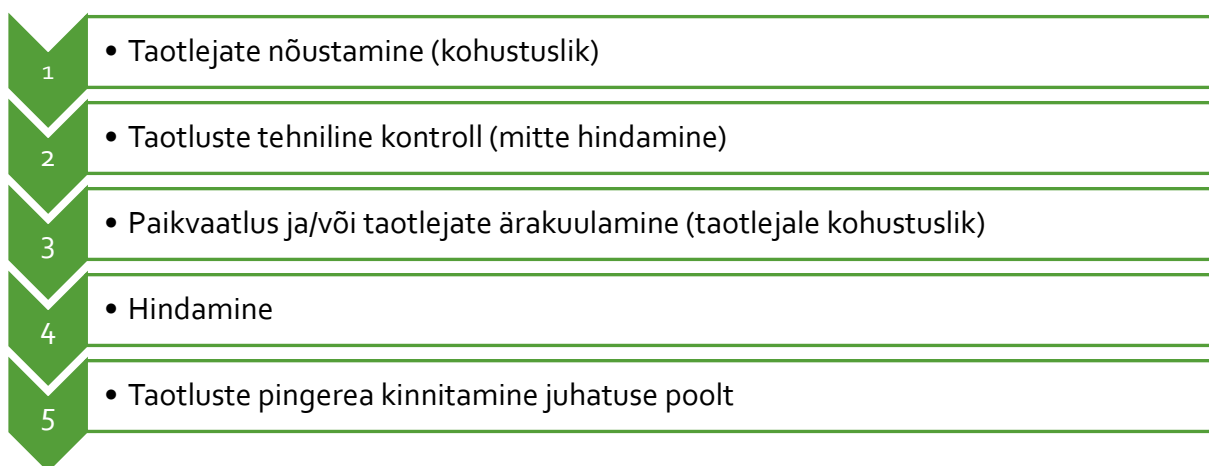 1
• Taotlejate nõustamine (kohustuslik)
2
• Taotluste tehniline kontroll (mitte hindamine)
3
• Paikvaatlus ja/või taotlejate ärakuulamine (taotlejale kohustuslik)
4
• Hindamine
5
• Taotluste pingerea kinnitamine juhatuse poolt